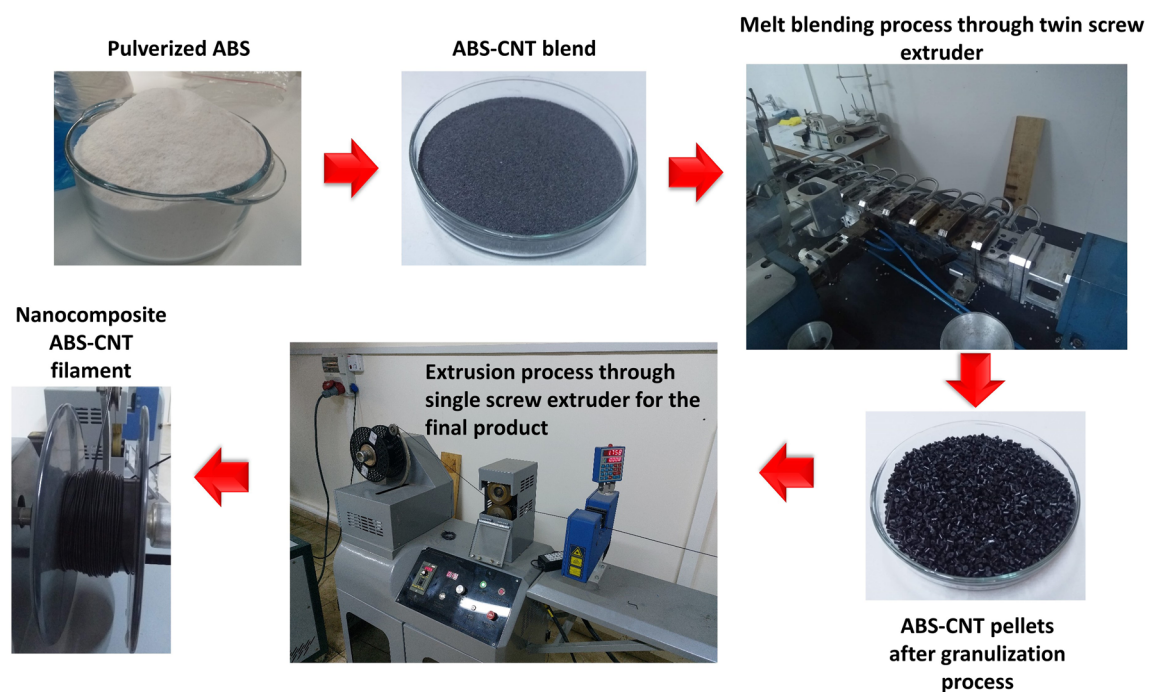 Pulverized ABS
ABS-CNT blend
Melt blending process through twin screw
extruder
Nanocomposite
ABS-CNT
filament
Extrusion process through
single screw extruder for the
final product
ABS-CNT pellets
after granulization
process